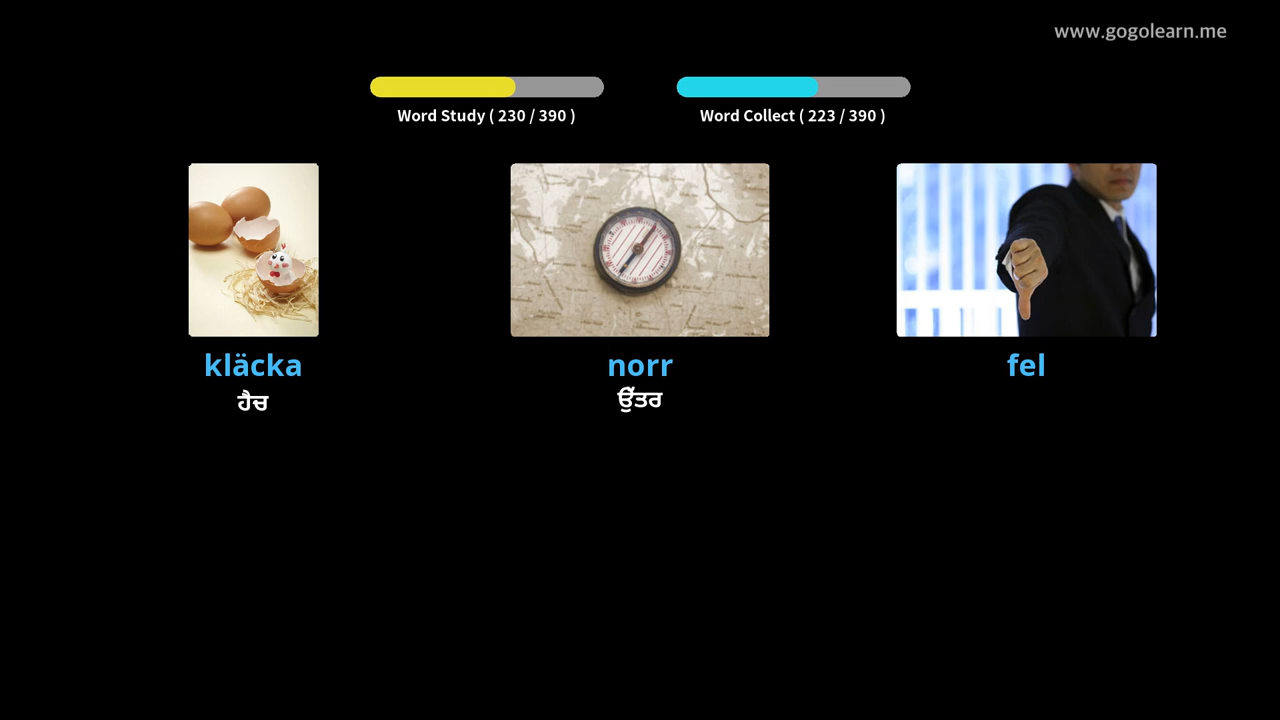 www.gogolearn.me
Word Study ( 230 / 390 )
Word Collect ( 223 / 390 )
kläcka
norr
fel
ਹੈਚ
ਉੱਤਰ